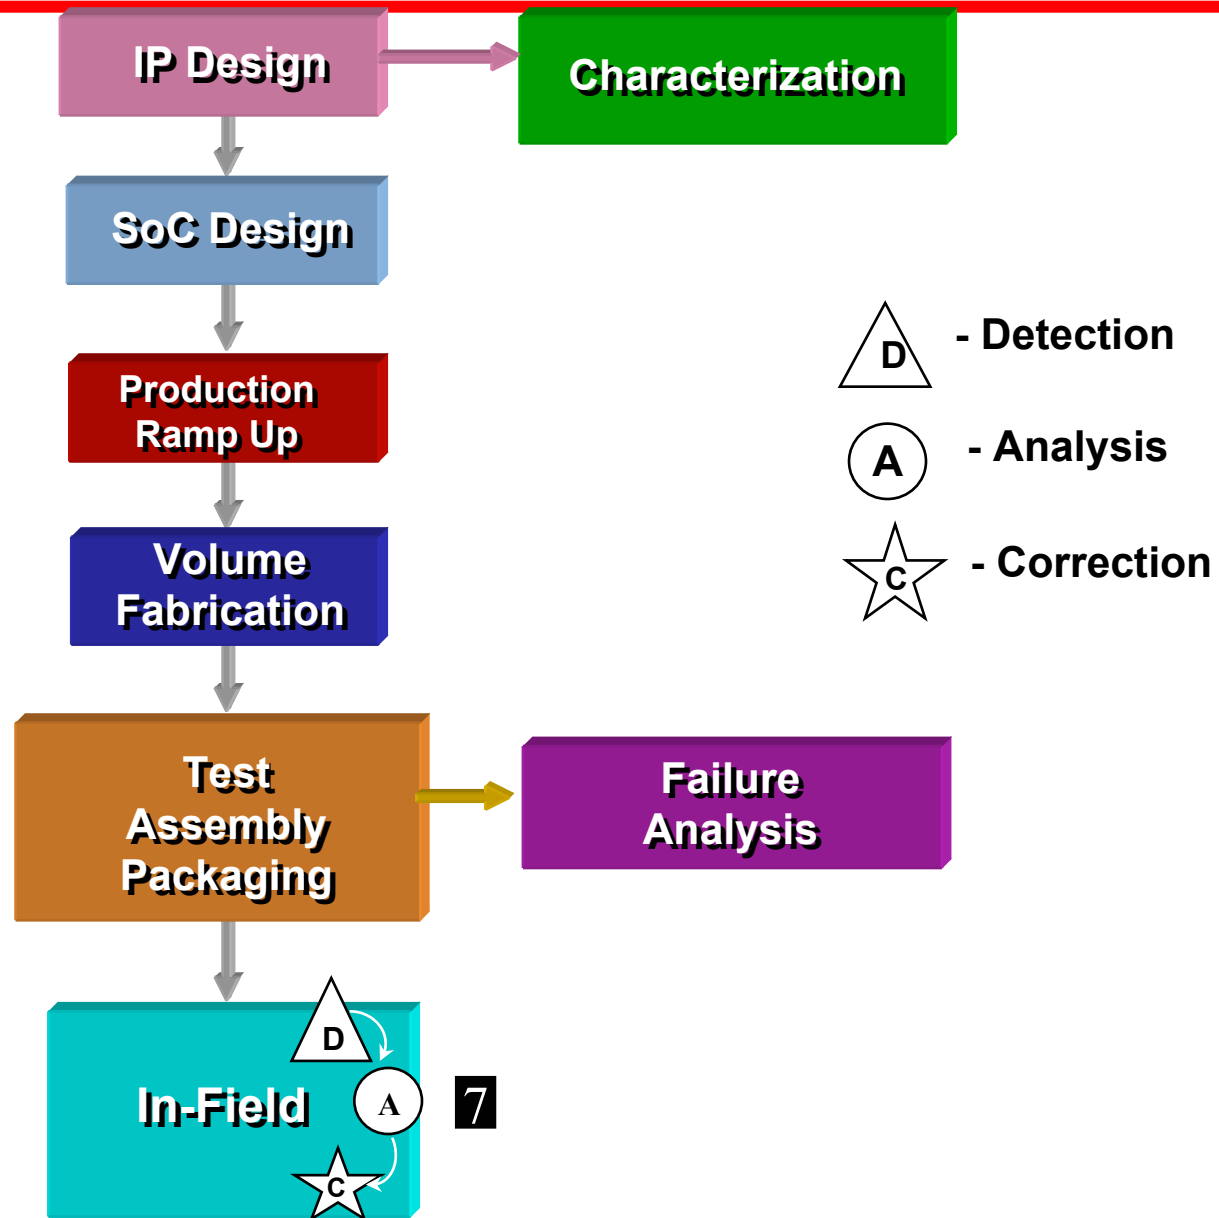 IP Design
Characterization
SoC Design
Production
Ramp Up
D
- Detection
A
- Analysis
C
- Correction
Volume
Fabrication
Test
Assembly
Packaging
Failure
Analysis
In-Field
D
A
C
7